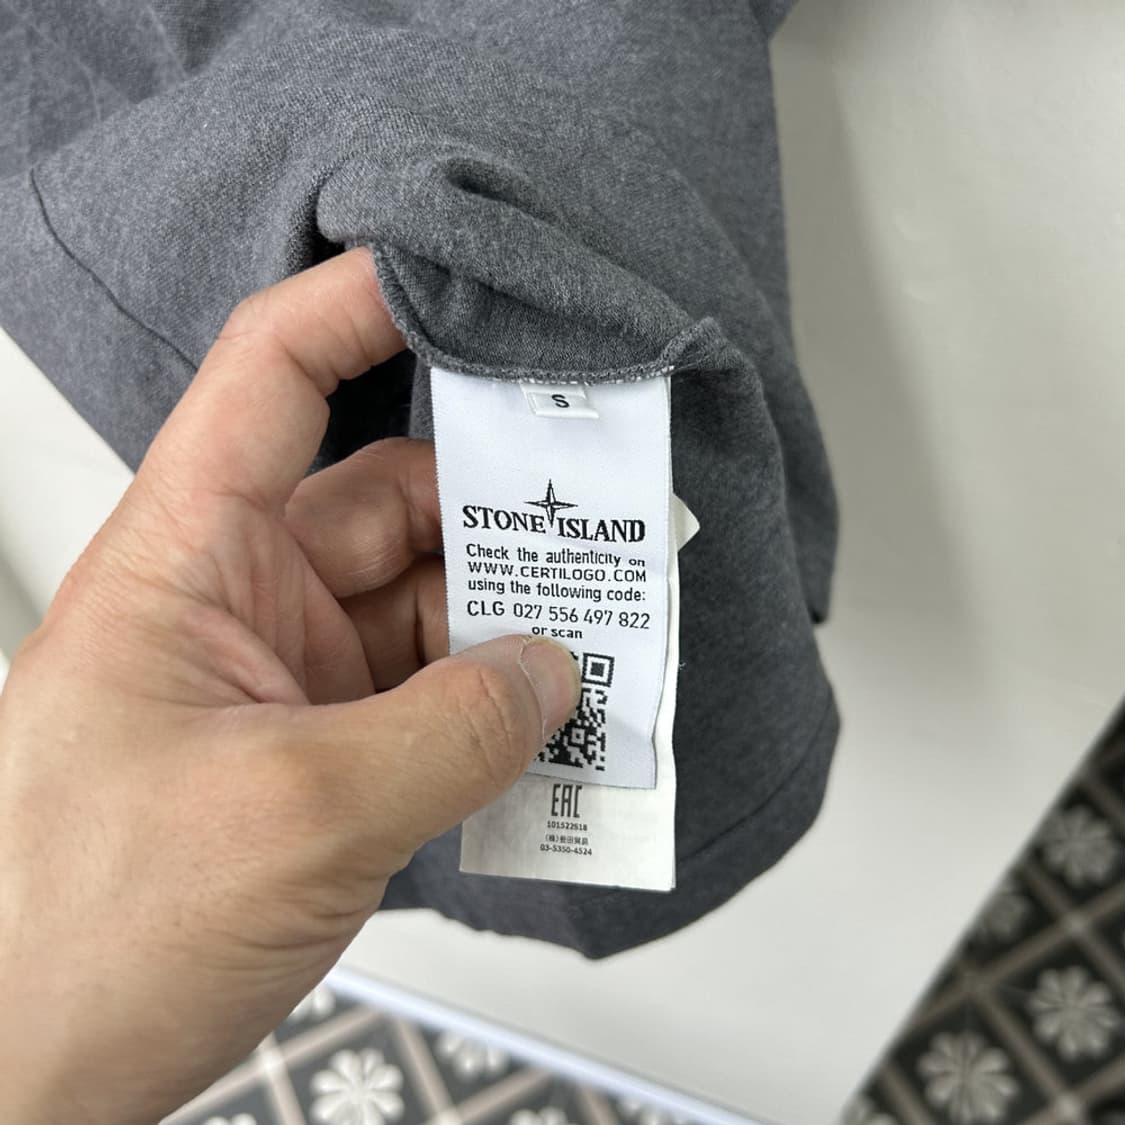 S
STONE ISLAND
Check the authenticity on
WWW.CERTILOGO.COM
using the following code:
CLG 027 556 497 822
or scan
EAC
101522518
03-5350-4524